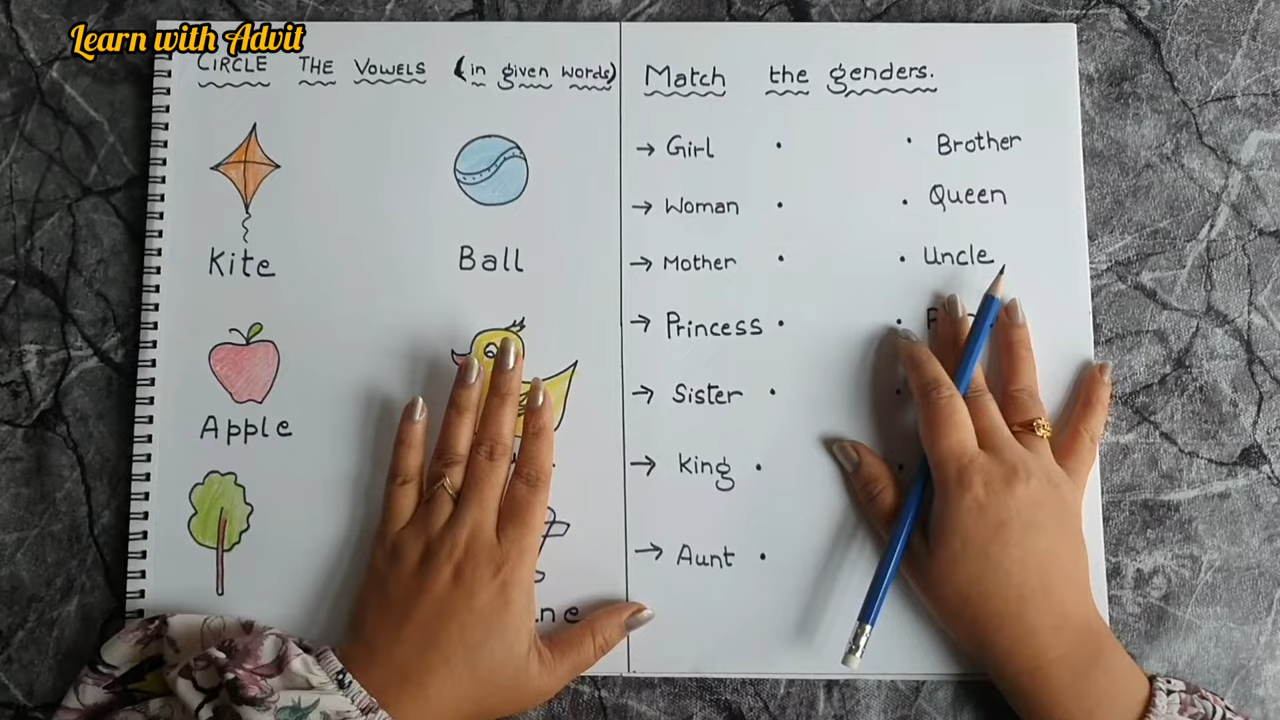 Learn with Advit
CIRCLE THE VOWELS (in given words)
Kite
Ball
Apple
Match the genders.
→ Girl
→ Woman
→ Mother
→ Princess
→ Sister
→ King
→ Aunt
Brother
Queen
Uncle